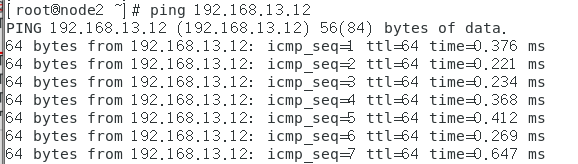 [root@node2 ~]# ping 192.168.13.12
PING 192.168.13.12 (192.168.13.12) 56(84) bytes of data.
64 bytes from 192.168.13.12: icmp_seq=1 ttl=64 time=0.376 ms
64 bytes from 192.168.13.12: icmp_seq=2 ttl=64 time=0.221 ms
64 bytes from 192.168.13.12: icmp_seq=3 ttl=64 time=0.234 ms
64 bytes from 192.168.13.12: icmp_seq=4 ttl=64 time=0.368 ms
64 bytes from 192.168.13.12: icmp_seq=5 ttl=64 time=0.412 ms
64 bytes from 192.168.13.12: icmp_seq=6 ttl=64 time=0.269 ms
64 bytes from 192.168.13.12: icmp_seq=7 ttl=64 time=0.647 ms